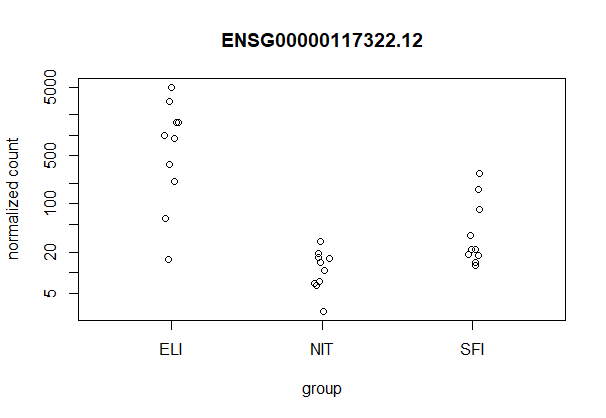 ENSG00000117322.12
normalized count
5000
500
100
20
5
ELI NIT SFI
group